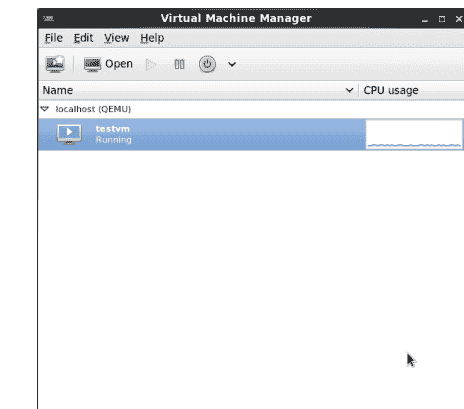 Virtual Machine Manager
File Edit View Help
Open
Name CPU usage
localhost (QEMU)
testvm
Running